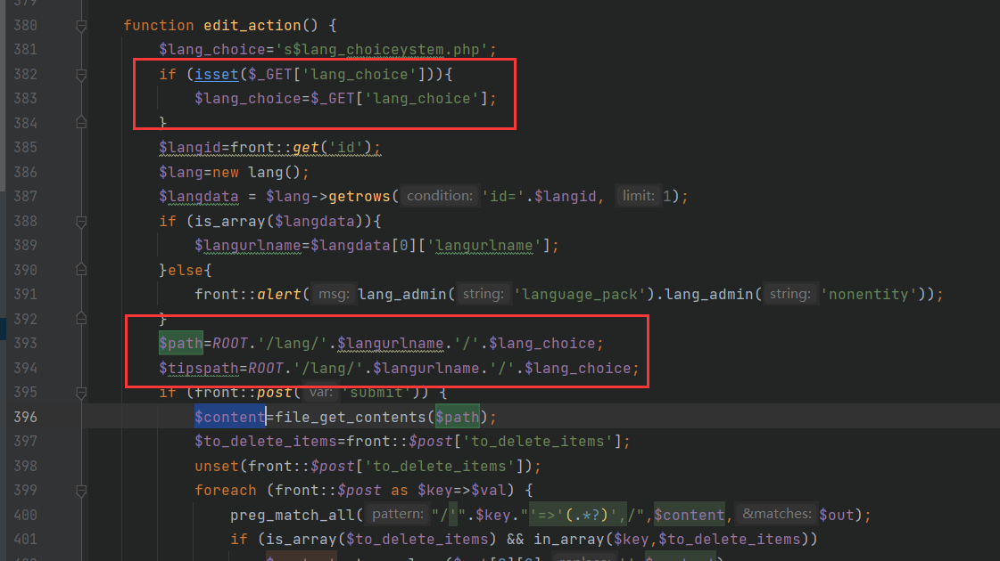 379
380 function edit_action() {
381 $lang_choice='s$lang_choiceystem.php';
382 if (isset($_GET['lang_choice'])){
383 $lang_choice=$_GET['lang_choice'];
384 }
385 $langid=front::get('id');
386 $lang=new lang();
387 $langdata = $lang->getrows( condition: 'id='.$langid, limit: 1);
388 if (is_array($langdata)){
389 $langurlname=$langdata[0]['langurlname'];
390 }else{
391 front::alert( msg: lang_admin( string: 'language_pack').lang_admin( string: 'nonentity'));
392 }
393 $path=ROOT.'/lang/'.$langurlname.'/'.$lang_choice;
394 $tipspath=ROOT.'/lang/'.$langurlname.'/'.$lang_choice;
395 if (front::post( var: 'submit')) {
396 $content=file_get_contents($path);
397 $to_delete_items=front::$post['to_delete_items'];
398 unset(front::$post['to_delete_items']);
399 foreach (front::$post as $key=>$val) {
400 preg_match_all( pattern: "/'".$key."'=>'(.*?)',/",$content, &matches: $out);
401 if (is_array($to_delete_items) && in_array($key,$to_delete_items))